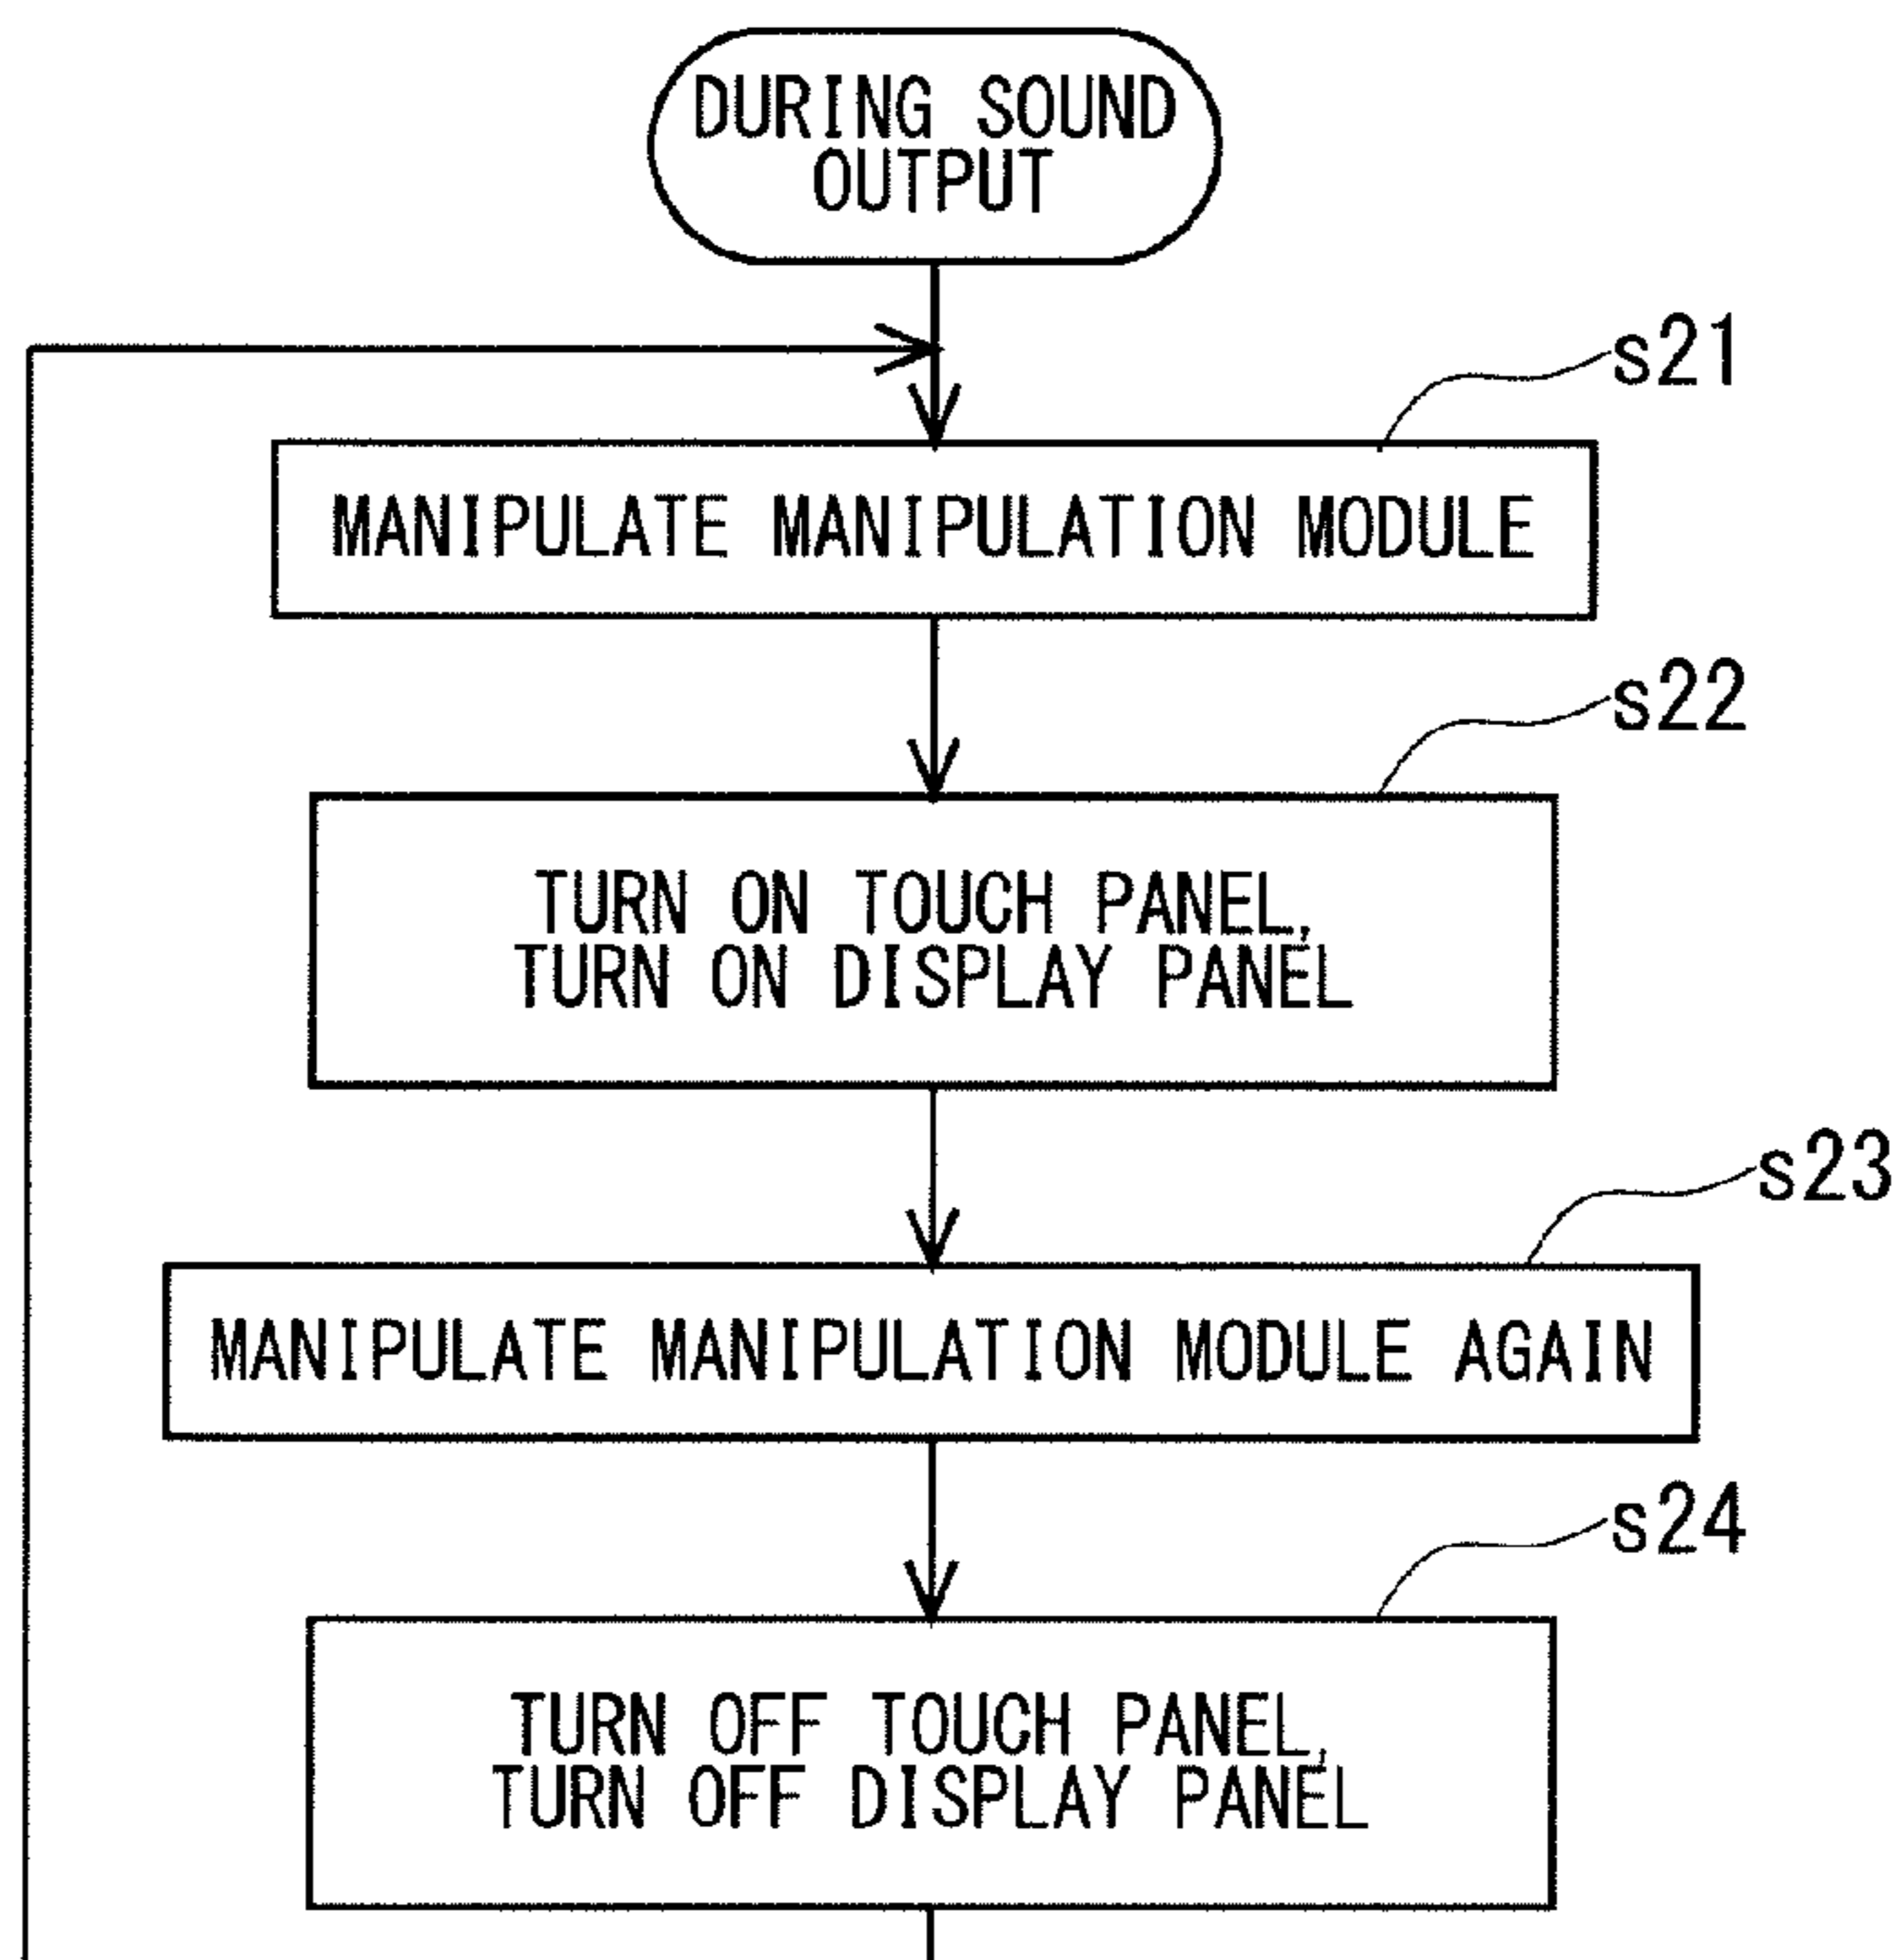 DURING SOUND
OUTPUT
s21
MANIPULATE MANIPULATION MODULE
s22
TURN ON TOUCH PANEL,
TURN ON DISPLAY PANEL
s23
MANIPULATE MANIPULATION MODULE AGAIN
s24
TURN OFF TOUCH PANEL,
TURN OFF DISPLAY PANEL